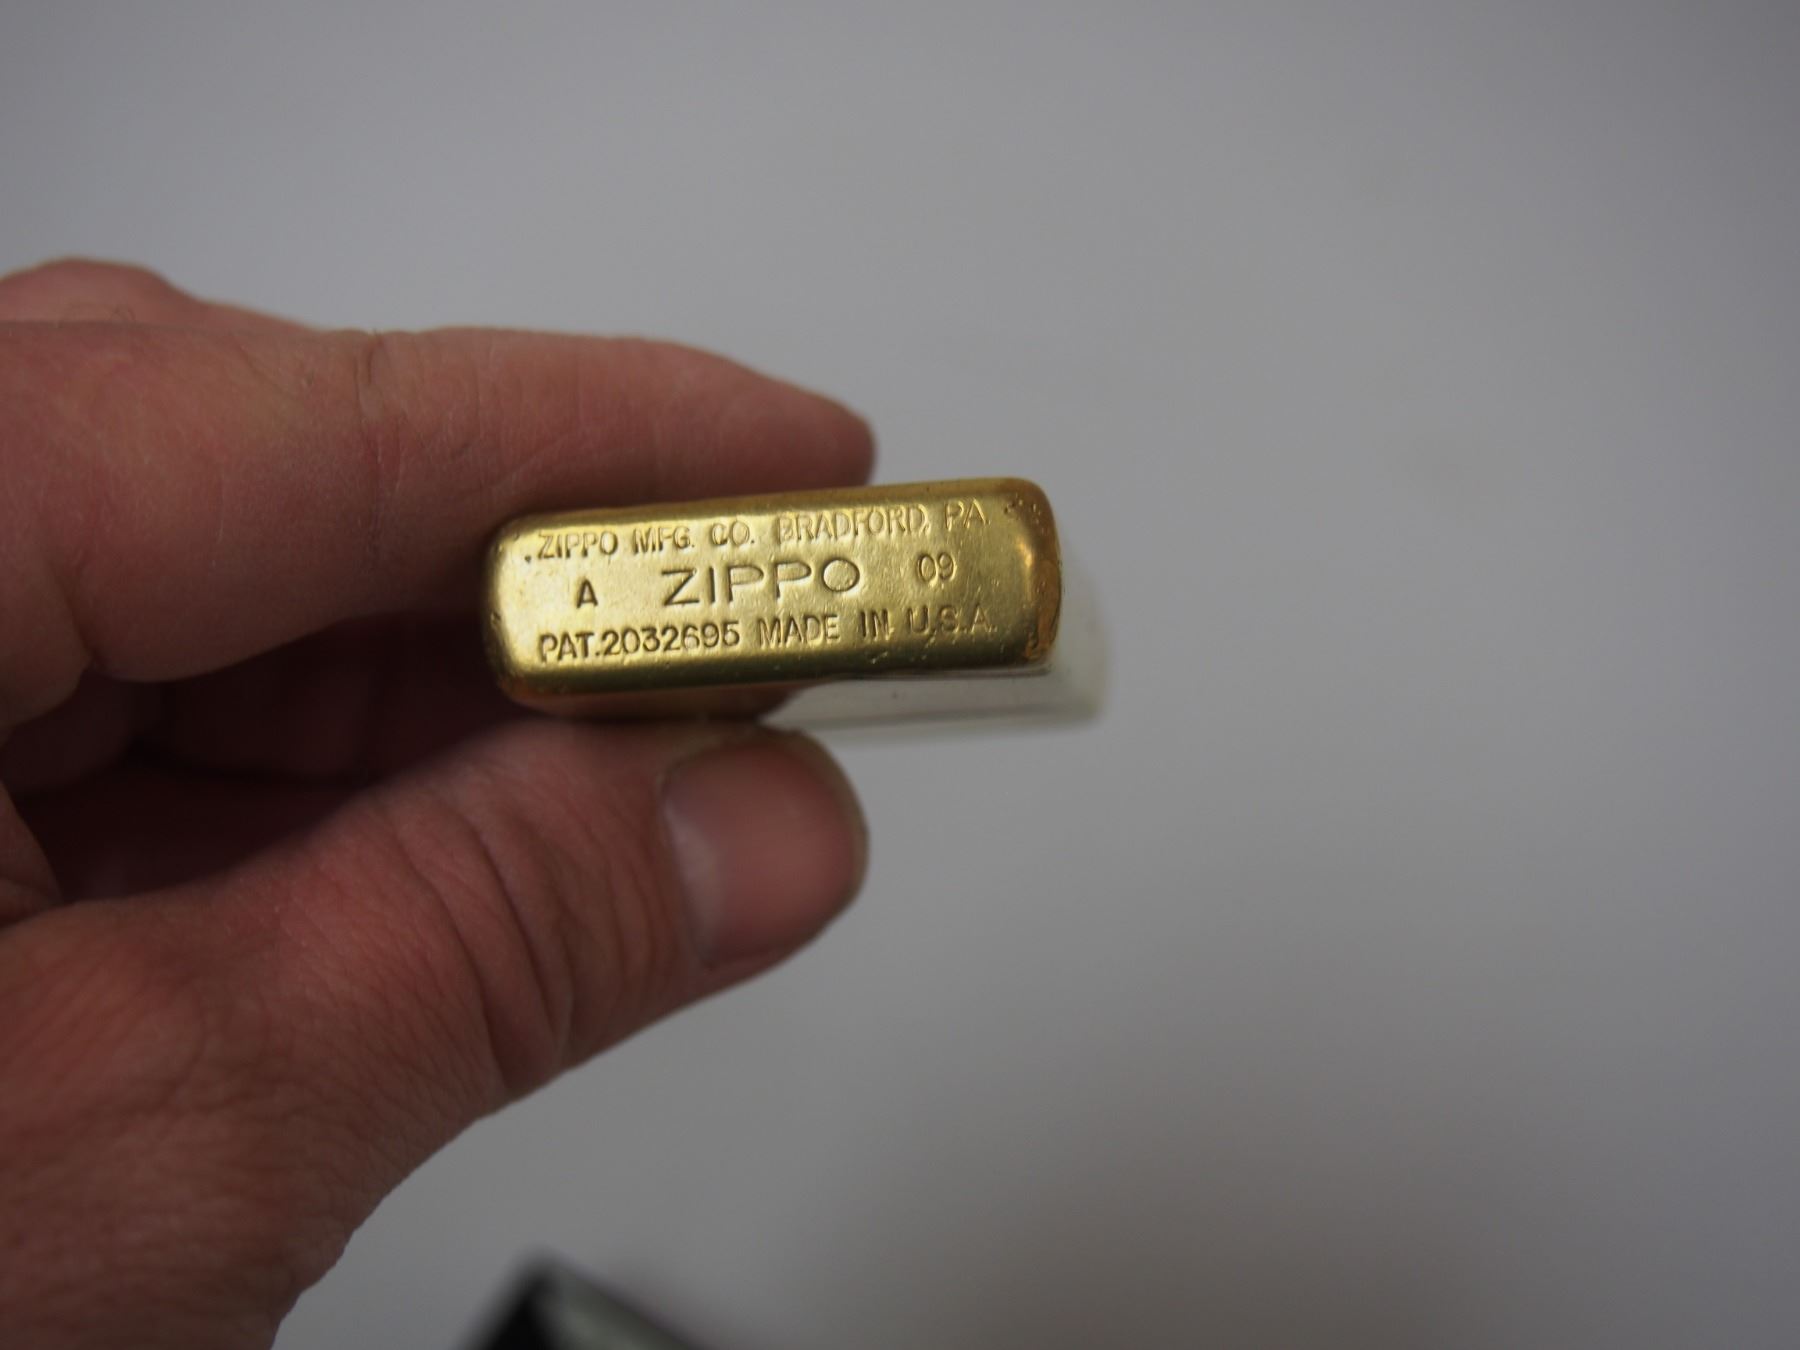 ZIPPO MFG. CO. BRADFORD, PA.
A ZIPPO 09
PAT.2032695 MADE IN U.S.A.